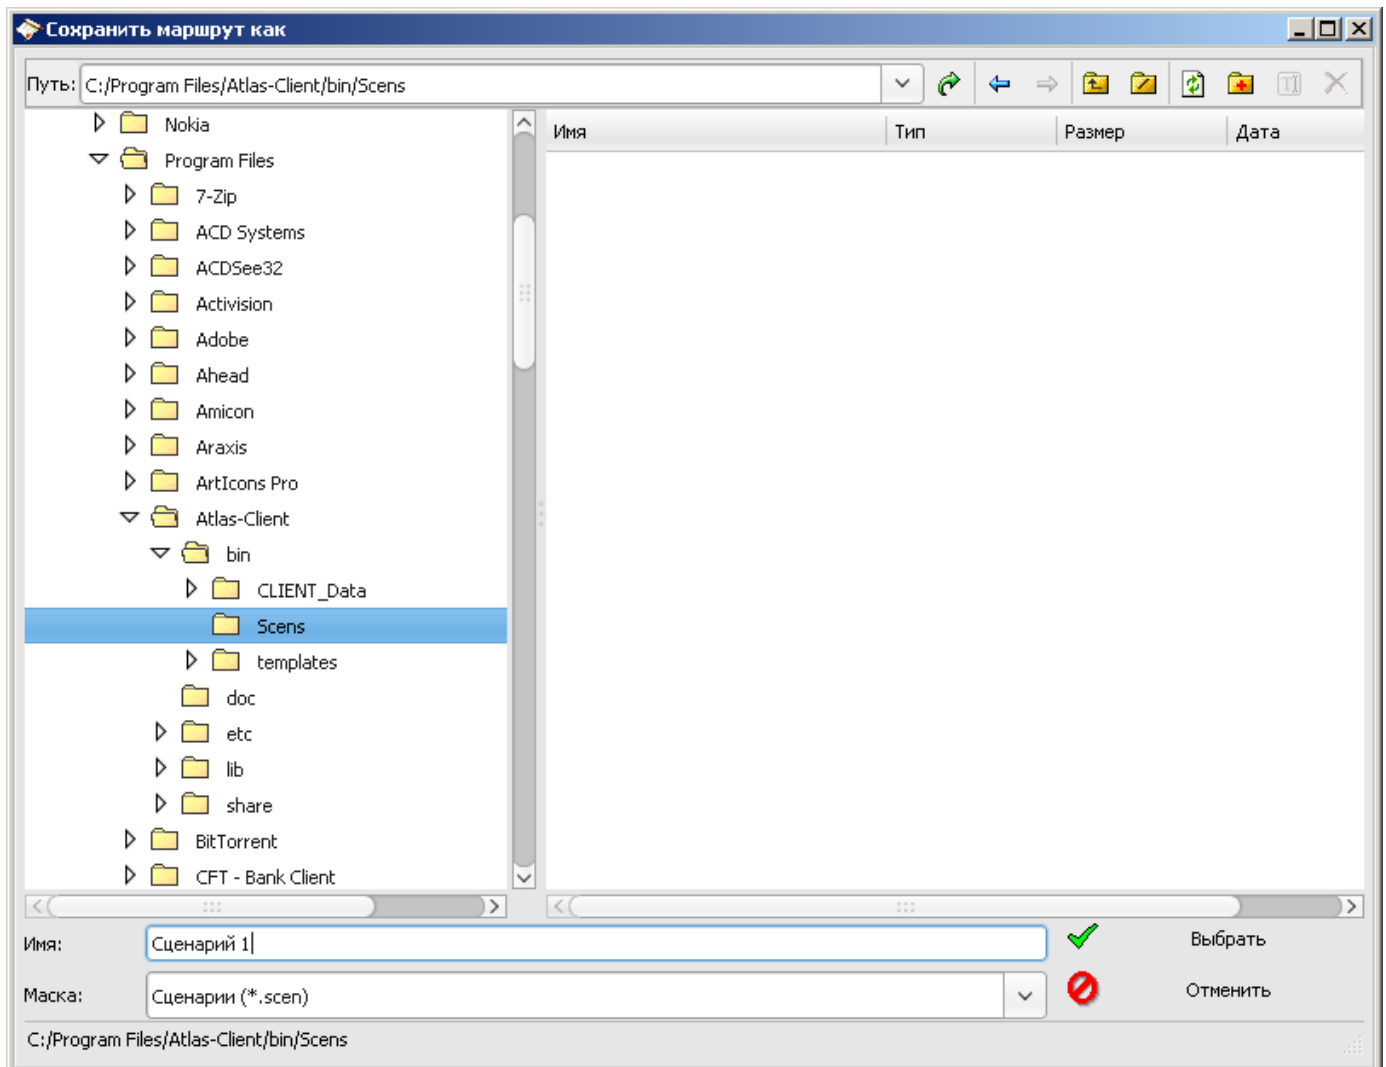 Сохранить маршрут как
Путь: C:/Program Files/Atlas-Client/bin/Scens
Имя Тип Размер Дата
Nokia
Program Files
7-Zip
ACD Systems
ACDSee32
Activision
Adobe
Ahead
Amicon
Araxis
ArtIcons Pro
Atlas-Client
bin
CLIENT_Data
Scens
templates
doc
etc
lib
share
BitTorrent
CFT - Bank Client
Имя: Сценарий 1 Выбрать
Маска: Сценарии (*.scen) Отменить
C:/Program Files/Atlas-Client/bin/Scens